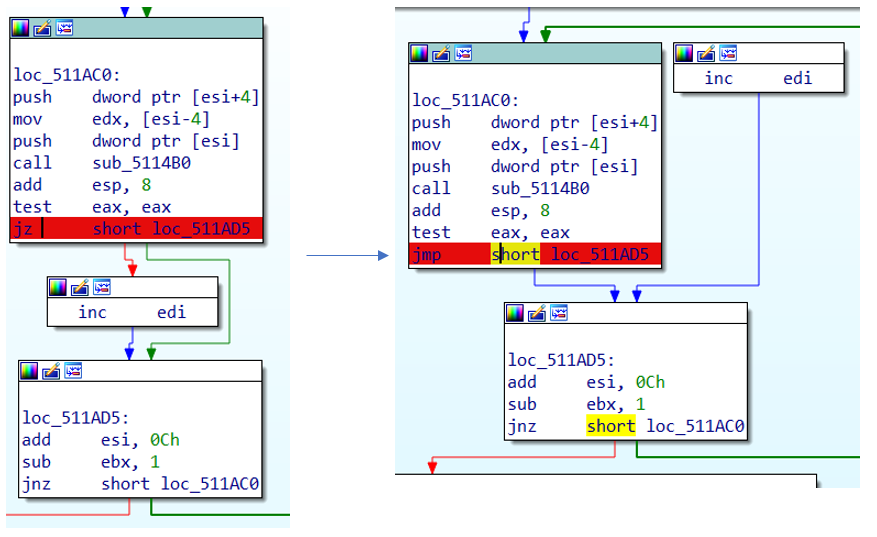 loc_511AC0:
push dword ptr [esi+4]
mov edx, [esi-4]
push dword ptr [esi]
call sub_5114B0
add esp, 8
test eax, eax
jz short loc_511AD5
inc edi
loc_511AD5:
add esi, 0Ch
sub ebx, 1
jnz short loc_511AC0
loc_511AC0:
push dword ptr [esi+4]
mov edx, [esi-4]
push dword ptr [esi]
call sub_5114B0
add esp, 8
test eax, eax
jmp short loc_511AD5
inc edi
loc_511AD5:
add esi, 0Ch
sub ebx, 1
jnz short loc_511AC0